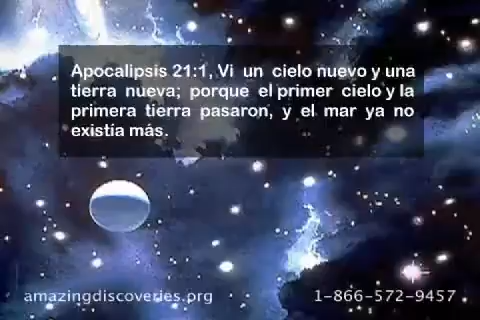 Apocalipsis 21:1, Vi un cielo nuevo y una
tierra nueva; porque el primer cielo y la
primera tierra pasaron, y el mar ya no
existía más.
amazingdiscoveries.org
1-866-572-9457